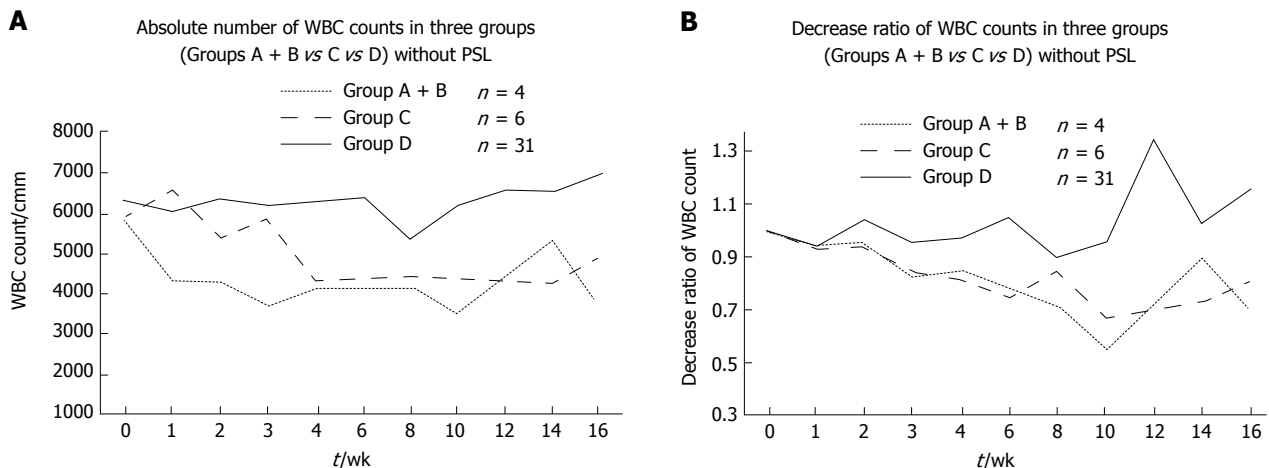 A
Absolute number of WBC counts in three groups
(Groups A + B vs C vs D) without PSL
Group A + B n = 4
Group C n = 6
Group D n = 31
8000
7000
6000
5000
4000
3000
2000
1000
WBC count/cmm
0 1 2 3 4 6 8 10 12 14 16
t/wk
B
Decrease ratio of WBC counts in three groups
(Groups A + B vs C vs D) without PSL
Group A + B n = 4
Group C n = 6
Group D n = 31
1.3
1.1
0.9
0.7
0.5
0.3
Decrease ratio of WBC count
0 1 2 3 4 6 8 10 12 14 16
t/wk